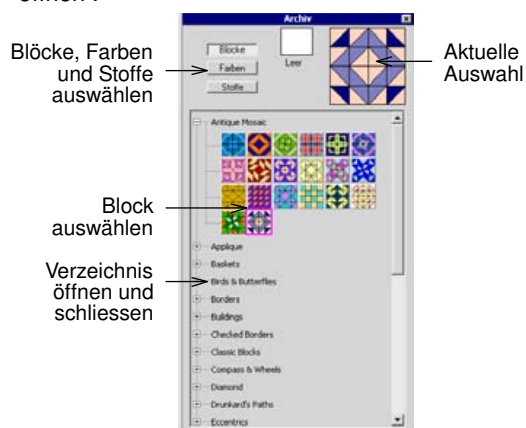 öffnen :
Archiv
Blöcke, Farben
und Stoffe
auswählen
Blöcke
Farben
Stoffe
Leer
Aktuelle
Auswahl
Antique Mosaic
Block
auswählen
Applique
Baskets
Verzeichnis
öffnen und
schliessen
Birds & Butterflies
Borders
Buildings
Checked Borders
Classic Blocks
Compass & Wheels
Diamond
Drunkard's Paths
Eccentrics